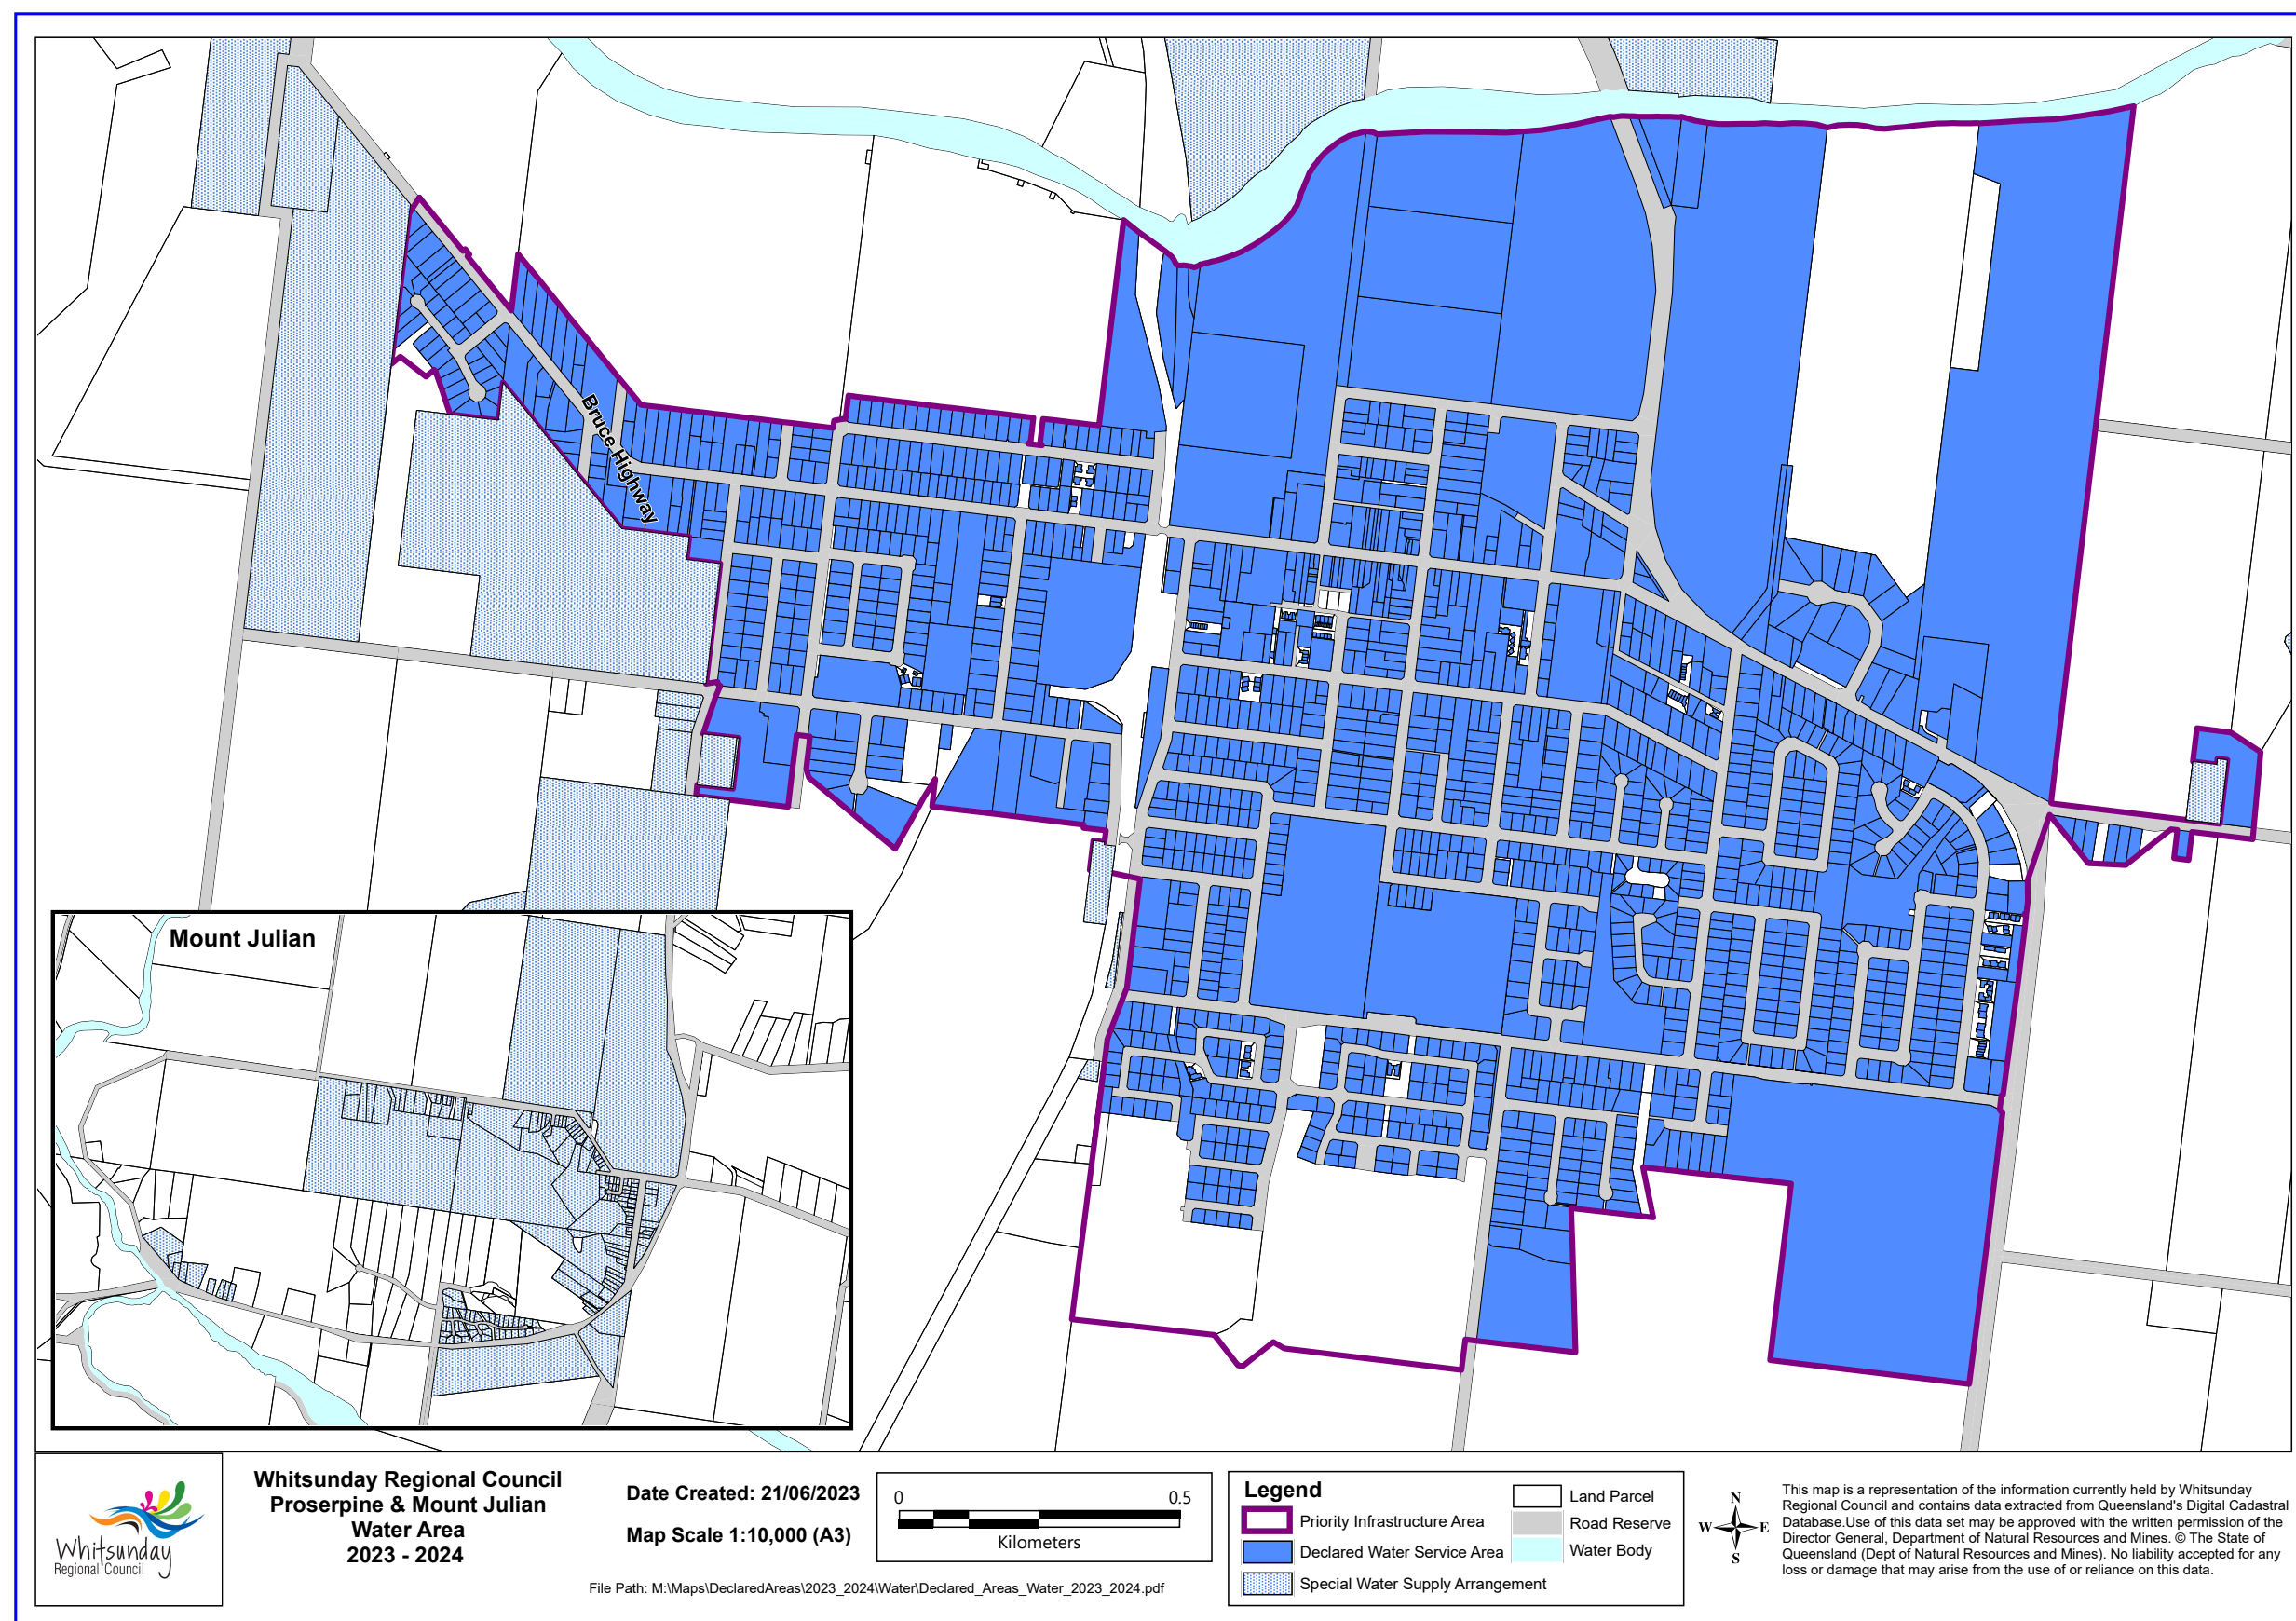 Bruce Highway
Mount Julian
Whitsunday
Regional Council
Whitsunday Regional Council
Proserpine & Mount Julian
Water Area
2023 - 2024
Date Created: 21/06/2023
Map Scale 1:10,000 (A3)
File Path: M:\Maps\DeclaredAreas\2023_2024\Water\Declared_Areas_Water_2023_2024.pdf
0 0.5
Kilometers
Legend
Priority Infrastructure Area
Declared Water Service Area
Special Water Supply Arrangement
Land Parcel
Road Reserve
Water Body
N
W E
S
This map is a representation of the information currently held by Whitsunday
Regional Council and contains data extracted from Queensland's Digital Cadastral
Database.Use of this data set may be approved with the written permission of the
Director General, Department of Natural Resources and Mines. © The State of
Queensland (Dept of Natural Resources and Mines). No liability accepted for any
loss or damage that may arise from the use of or reliance on this data.